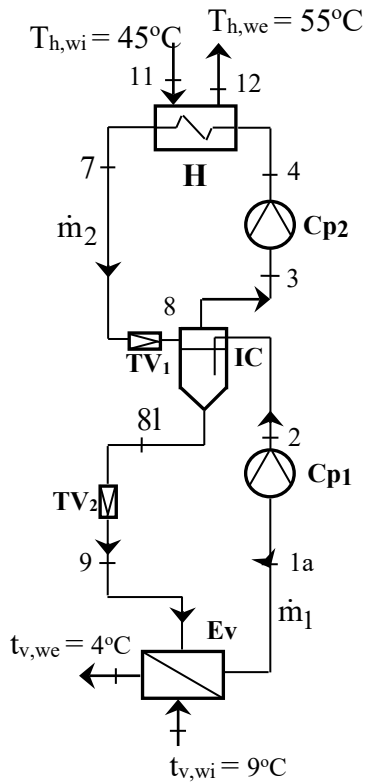 T_h,wi = 45°C
T_h,we = 55°C
11
12
H
7
4
Cp2
ṁ₂
3
8
TV₁
IC
8l
2
Cp1
TV₂
9
1a
Ev
ṁ₁
t_v,we = 4°C
t_v,wi = 9°C